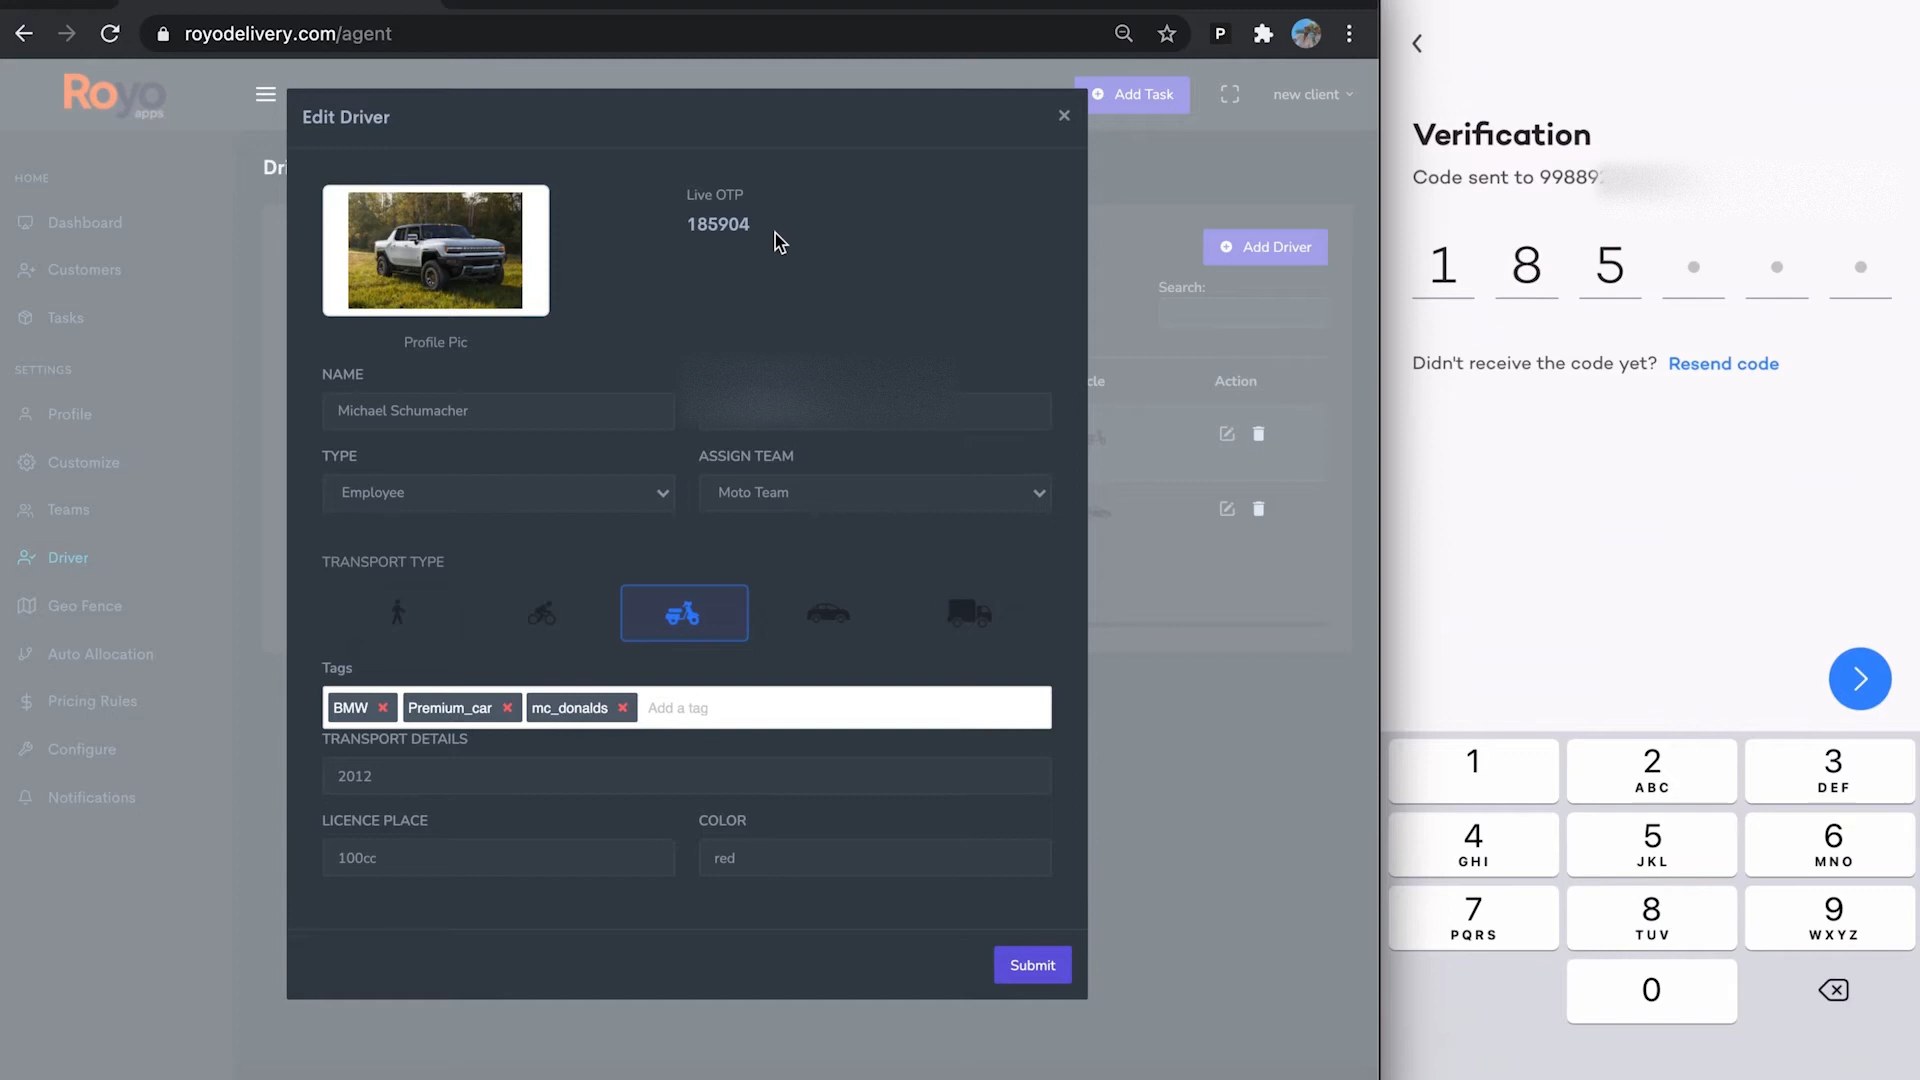 royodelivery.com/agent
P
Royo
apps
Add Task
new client
HOME
Dashboard
Customers
Tasks
SETTINGS
Profile
Customize
Teams
Driver
Geo Fence
Auto Allocation
Pricing Rules
Configure
Notifications
Dri
Add Driver
Search:
cle
Action
Edit Driver
×
Live OTP
185904
Profile Pic
NAME
Michael Schumacher
TYPE
ASSIGN TEAM
Employee
Moto Team
TRANSPORT TYPE
Tags
BMW
Premium_car
mc_donalds
Add a tag
TRANSPORT DETAILS
2012
LICENCE PLACE
COLOR
100cc
red
Submit
Verification
Code sent to 99889
1 8 5
Didn't receive the code yet? Resend code
1
2
ABC
3
DEF
4
GHI
5
JKL
6
MNO
7
PQRS
8
TUV
9
WXYZ
0